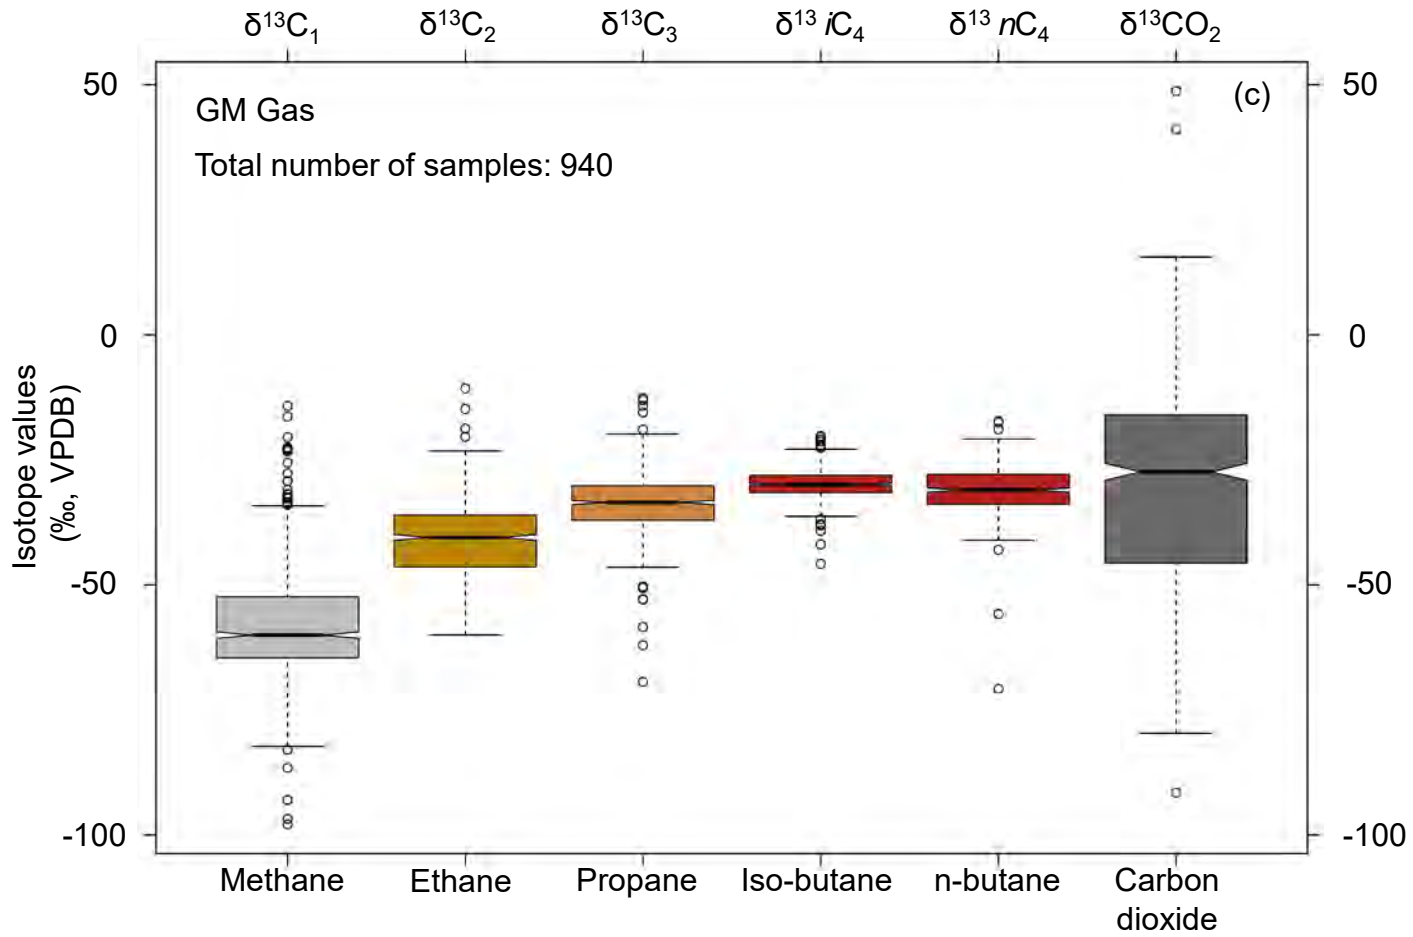 δ¹³C₁ δ¹³C₂ δ¹³C₃ δ¹³ iC₄ δ¹³ nC₄ δ¹³CO₂
50 50
GM Gas (c)
Total number of samples: 940
0 0
Isotope values
(‰, VPDB)
-50 -50
-100 -100
Methane Ethane Propane Iso-butane n-butane Carbon
dioxide